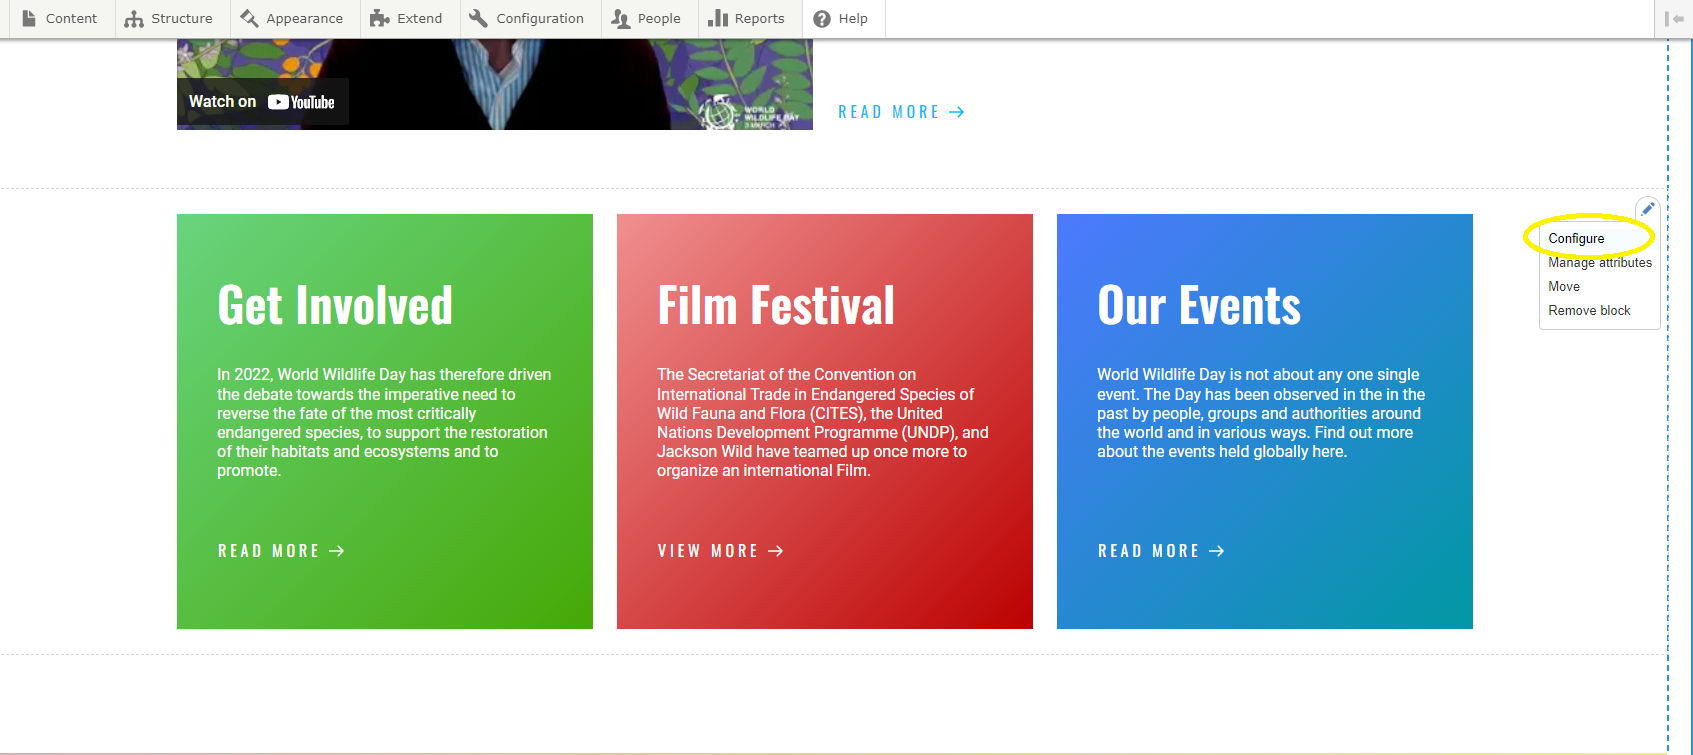 Content Structure Appearance Extend Configuration People Reports Help
Watch on YouTube
WORLD
WILDLIFE DAY
3 MARCH
READ MORE →
Configure
Manage attributes
Move
Remove block
Get Involved
In 2022, World Wildlife Day has therefore driven
the debate towards the imperative need to
reverse the fate of the most critically
endangered species, to support the restoration
of their habitats and ecosystems and to
promote.
READ MORE →
Film Festival
The Secretariat of the Convention on
International Trade in Endangered Species of
Wild Fauna and Flora (CITES), the United
Nations Development Programme (UNDP), and
Jackson Wild have teamed up once more to
organize an international Film.
VIEW MORE →
Our Events
World Wildlife Day is not about any one single
event. The Day has been observed in the in the
past by people, groups and authorities around
the world and in various ways. Find out more
about the events held globally here.
READ MORE →